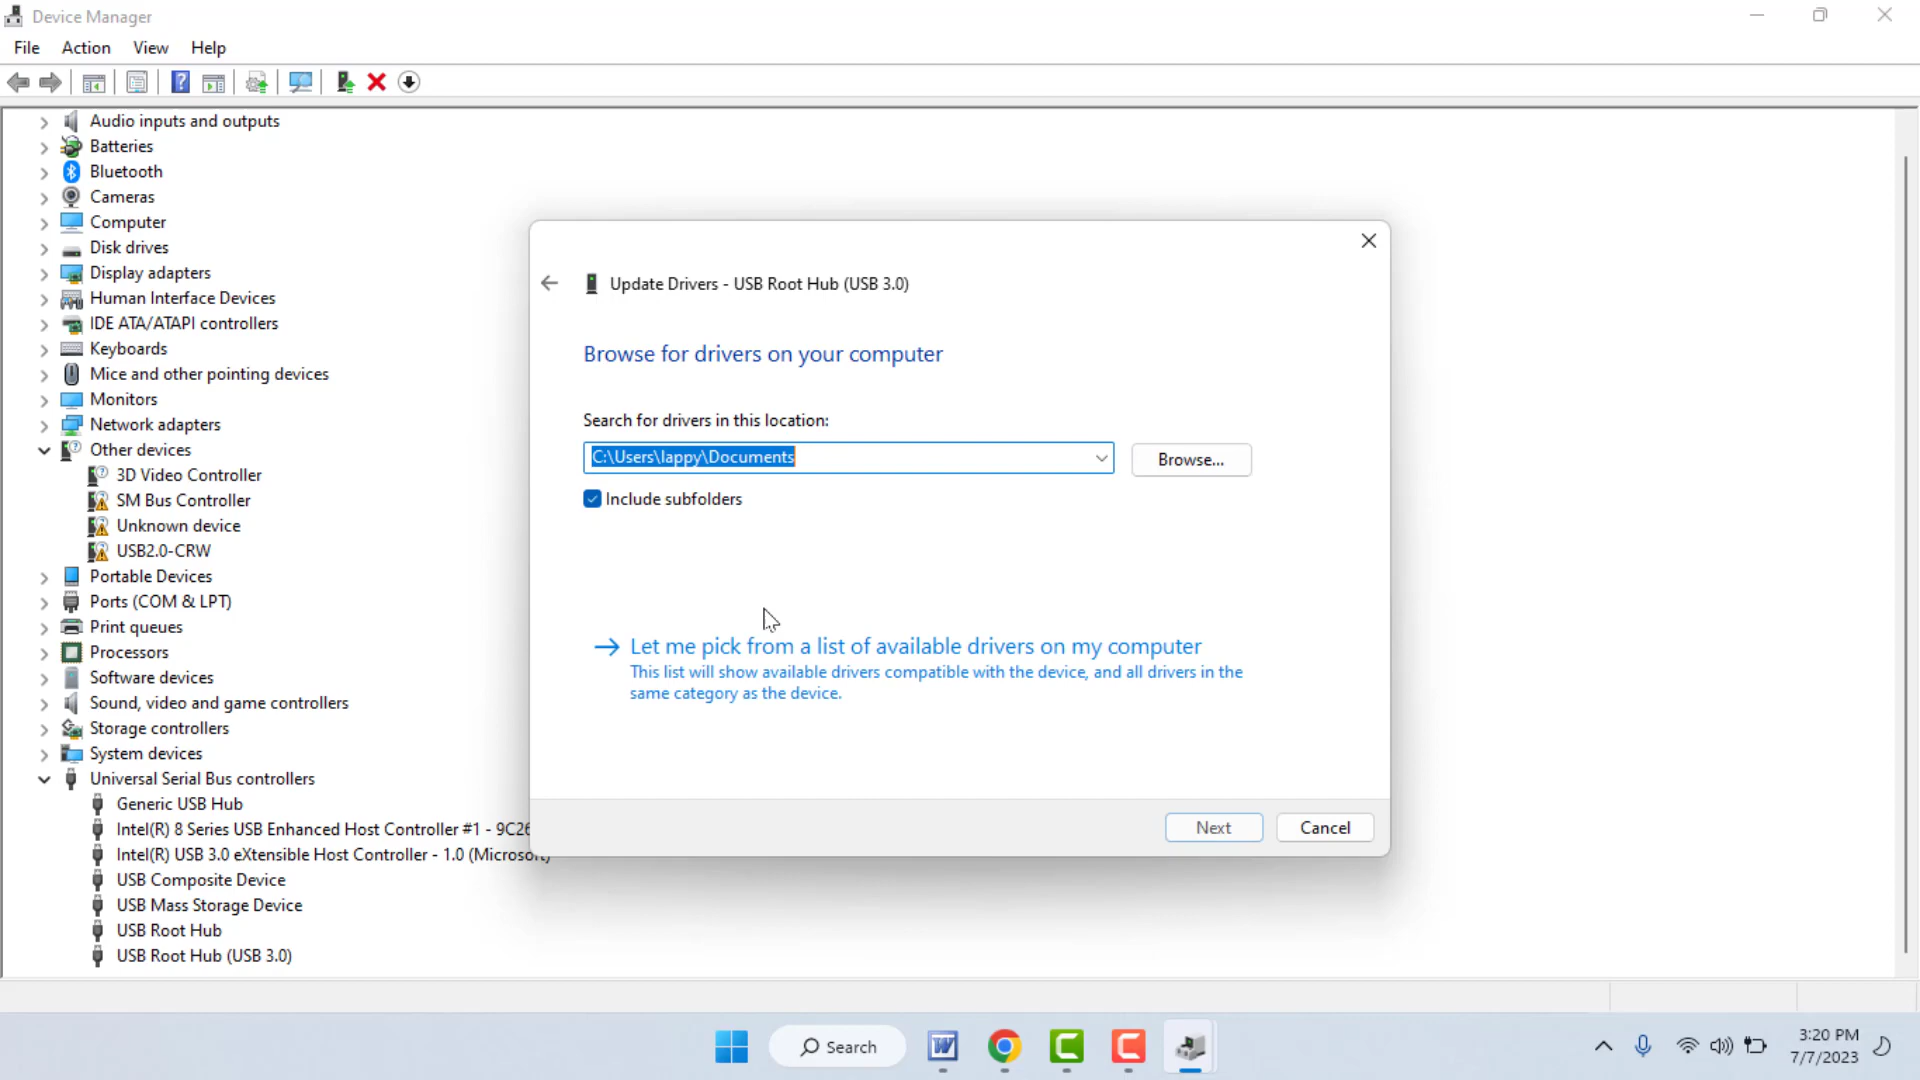 Device Manager
File Action View Help
Audio inputs and outputs
Batteries
Bluetooth
Cameras
Computer
Disk drives
Display adapters
Human Interface Devices
IDE ATA/ATAPI controllers
Keyboards
Mice and other pointing devices
Monitors
Network adapters
Other devices
3D Video Controller
SM Bus Controller
Unknown device
USB2.0-CRW
Portable Devices
Ports (COM & LPT)
Print queues
Processors
Software devices
Sound, video and game controllers
Storage controllers
System devices
Universal Serial Bus controllers
Generic USB Hub
Intel(R) 8 Series USB Enhanced Host Controller #1 - 9C26
Intel(R) USB 3.0 eXtensible Host Controller - 1.0 (Microsoft)
USB Composite Device
USB Mass Storage Device
USB Root Hub
USB Root Hub (USB 3.0)
Update Drivers - USB Root Hub (USB 3.0)
Browse for drivers on your computer
Search for drivers in this location:
C:\Users\lappy\Documents
Browse...
Include subfolders
Let me pick from a list of available drivers on my computer
This list will show available drivers compatible with the device, and all drivers in the
same category as the device.
Next Cancel
Search
3:20 PM
7/7/2023